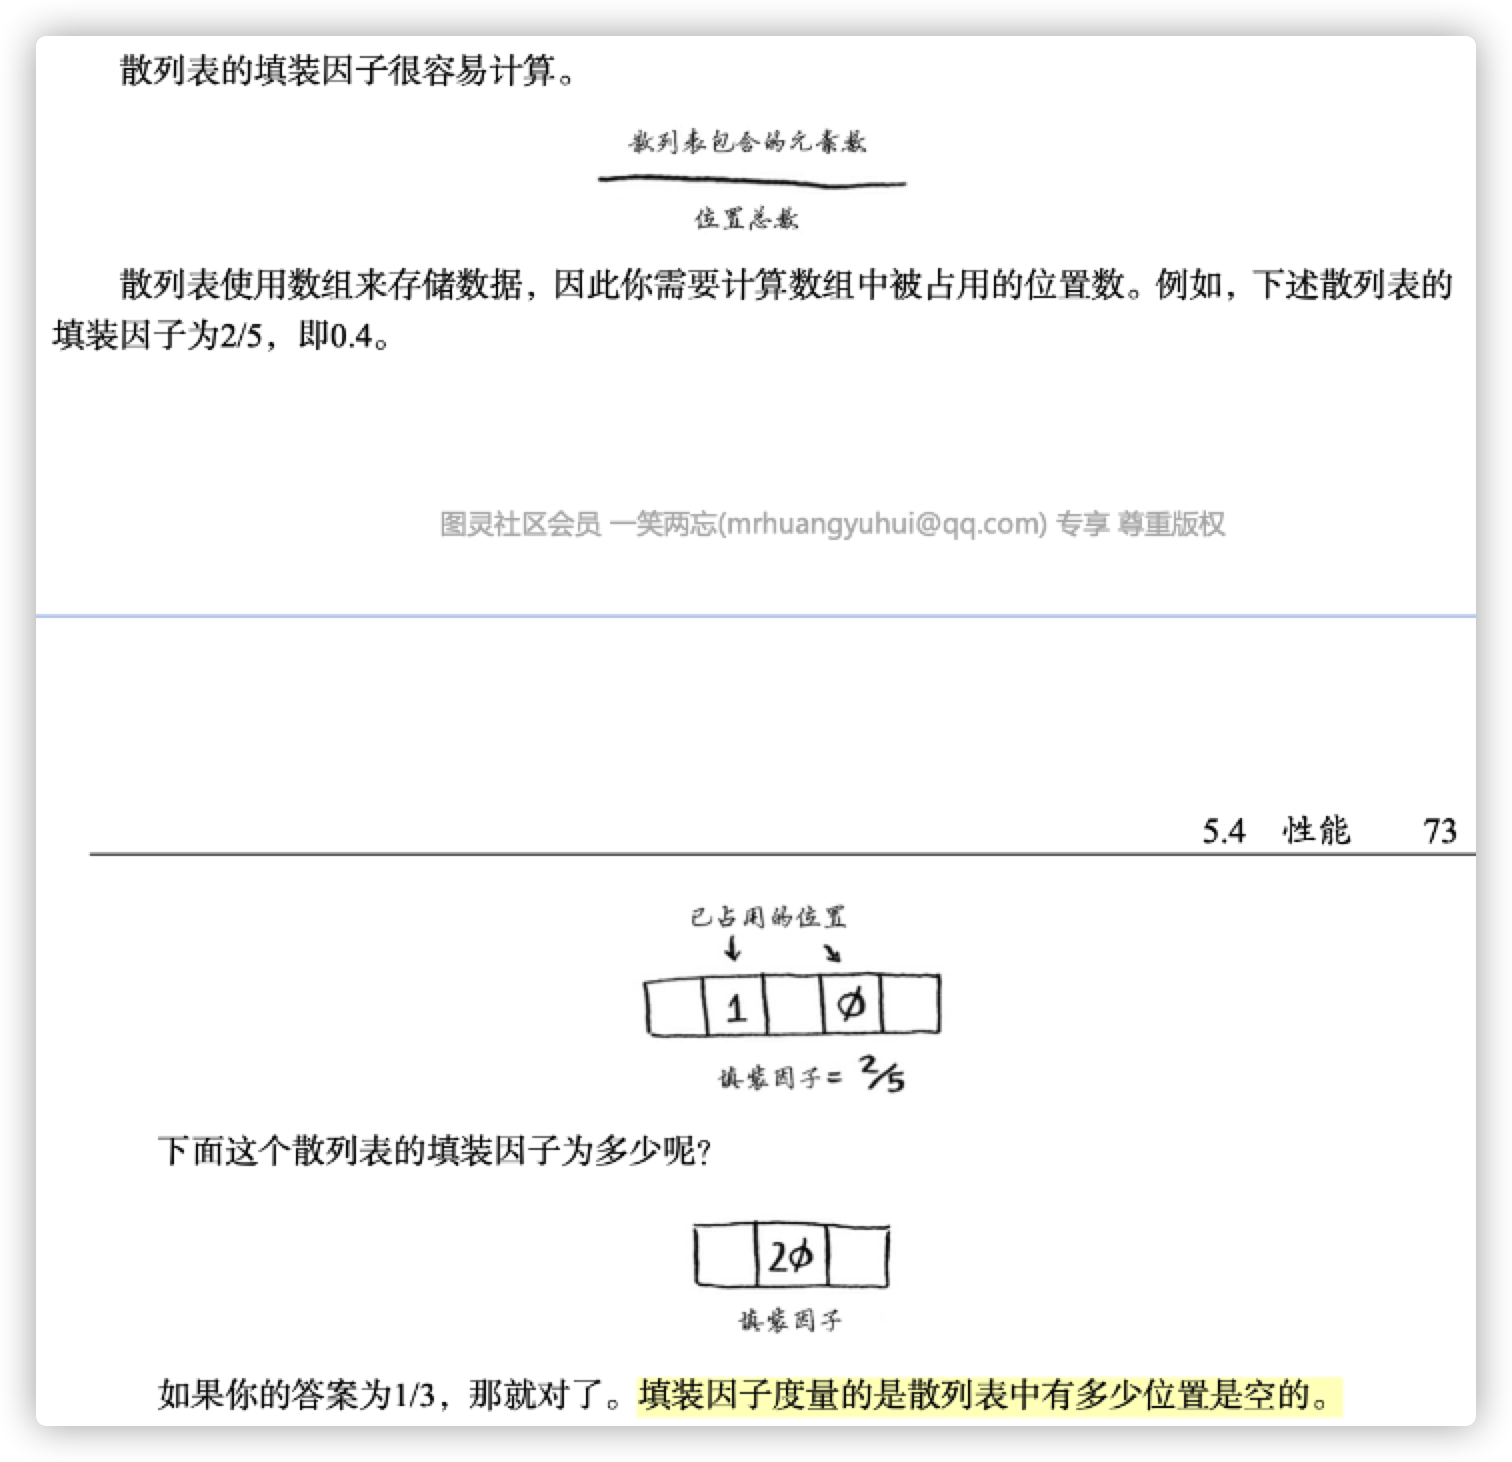 散列表的填装因子很容易计算。
散列表包含的元素数
位置总数
散列表使用数组来存储数据，因此你需要计算数组中被占用的位置数。例如，下述散列表的
填装因子为2/5，即0.4。
图灵社区会员 一笑两忘(mrhuangyuhui@qq.com) 专享 尊重版权
5.4 性能 73
已占用的位置
1 Ø
填装因子= 2/5
下面这个散列表的填装因子为多少呢？
2Ø
填装因子
如果你的答案为1/3，那就对了。填装因子度量的是散列表中有多少位置是空的。